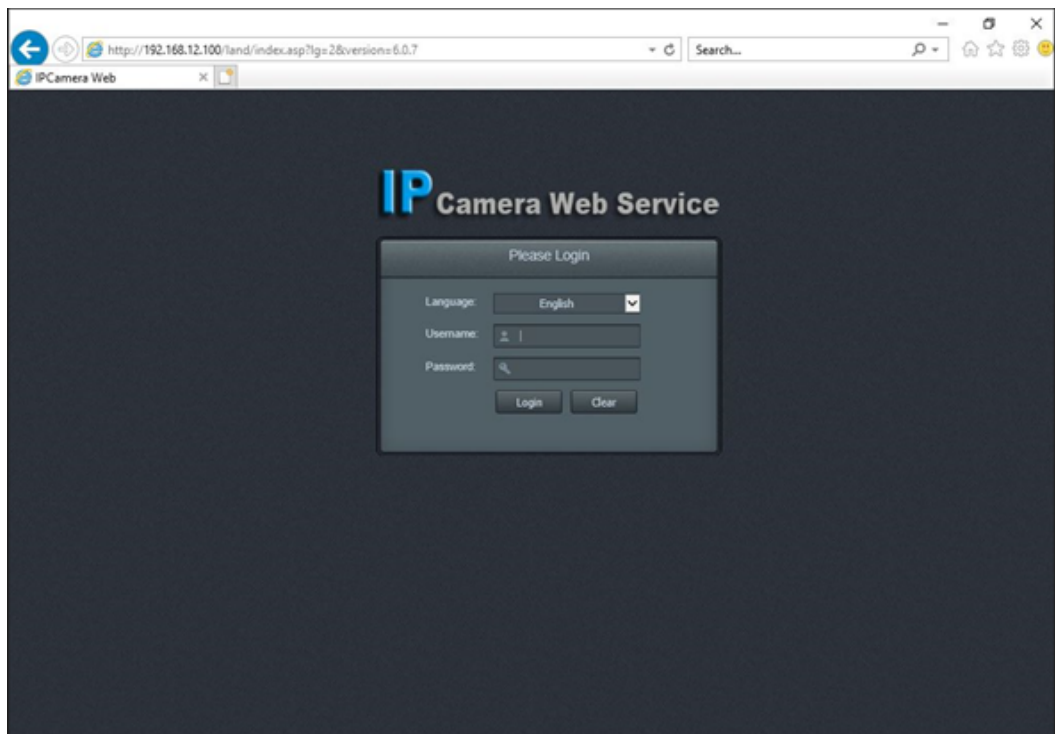 http://192.168.12.100/land/index.asp?lg=2&version=6.0.7
Search...
IPCamera Web
IP Camera Web Service
Please Login
Language: English
Username:
Password:
Login Clear